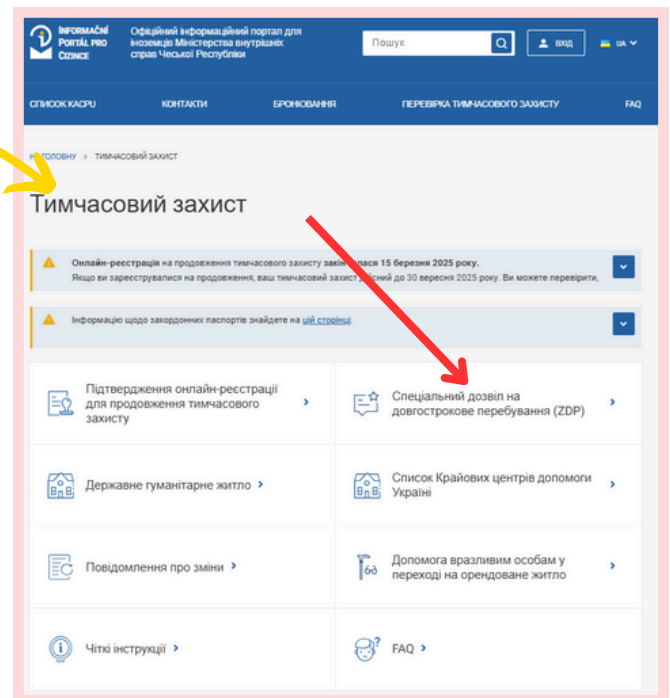 INFORMAČNÍ
PORTÁL PRO
CIZINCE
Офіційний інформаційний портал для
іноземців Міністерства внутрішніх
справ Чеської Республіки
Пошук
ВХІД
UA
СПИСОК KACPU
КОНТАКТИ
БРОНЮВАННЯ
ПЕРЕВІРКА ТИМЧАСОВОГО ЗАХИСТУ
FAQ
ГОЛОВНУ > ТИМЧАСОВИЙ ЗАХИСТ
Тимчасовий захист
Онлайн-реєстрація на продовження тимчасового захисту 15 березня 2025 року.
Якщо ви зареєструвалися на продовження, ваш тимчасовий захист до 30 вересня 2025 року. Ви можете перевірити,
Інформацію щодо закордонних паспортів знайдете на цій сторінці.
Підтвердження онлайн-реєстрації
для продовження тимчасового
захисту
Спеціальний дозвіл на
довгострокове перебування (ZDP)
Державне гуманітарне житло
Список Крайових центрів допомоги
Україні
Повідомлення про зміни
Допомога вразливим особам у
переході на орендоване житло
Чіткі інструкції
FAQ